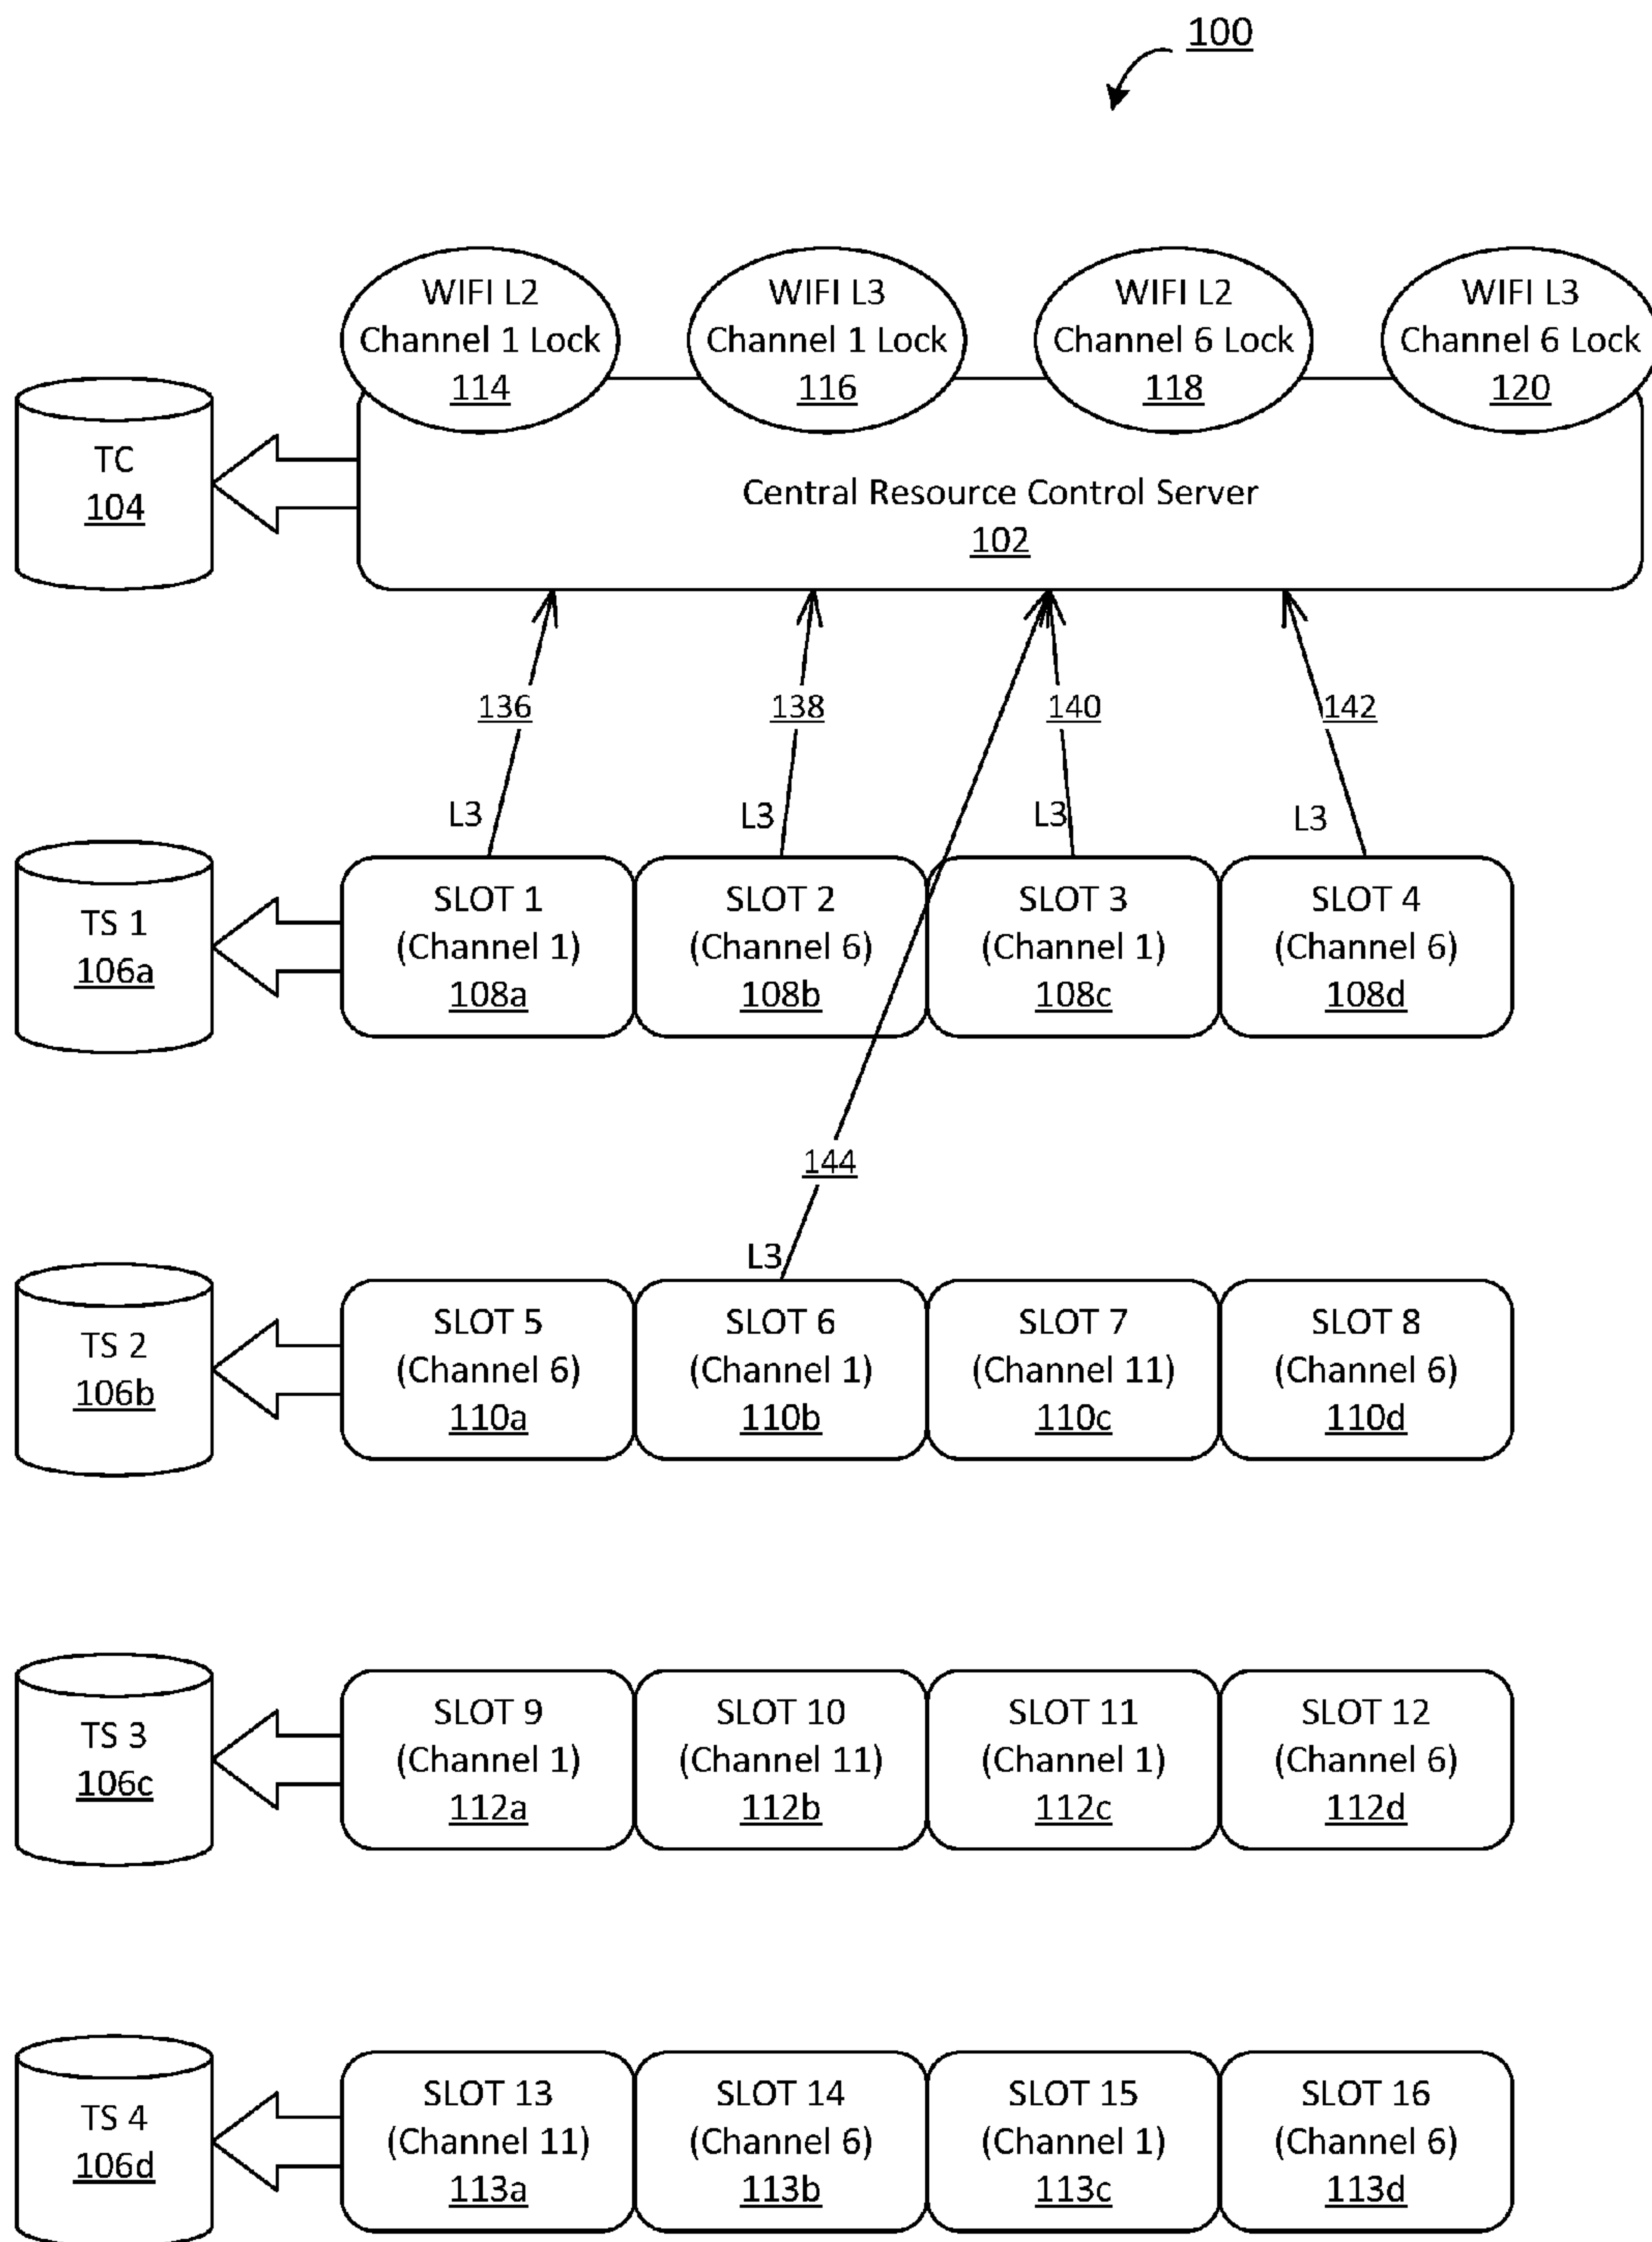 100
WIFI L2
Channel 1 Lock
114
WIFI L3
Channel 1 Lock
116
WIFI L2
Channel 6 Lock
118
WIFI L3
Channel 6 Lock
120
TC
104
Central Resource Control Server
102
136
138
140
142
L3
L3
L3
L3
TS 1
106a
SLOT 1
(Channel 1)
108a
SLOT 2
(Channel 6)
108b
SLOT 3
(Channel 1)
108c
SLOT 4
(Channel 6)
108d
144
L3
TS 2
106b
SLOT 5
(Channel 6)
110a
SLOT 6
(Channel 1)
110b
SLOT 7
(Channel 11)
110c
SLOT 8
(Channel 6)
110d
TS 3
106c
SLOT 9
(Channel 1)
112a
SLOT 10
(Channel 11)
112b
SLOT 11
(Channel 1)
112c
SLOT 12
(Channel 6)
112d
TS 4
106d
SLOT 13
(Channel 11)
113a
SLOT 14
(Channel 6)
113b
SLOT 15
(Channel 1)
113c
SLOT 16
(Channel 6)
113d